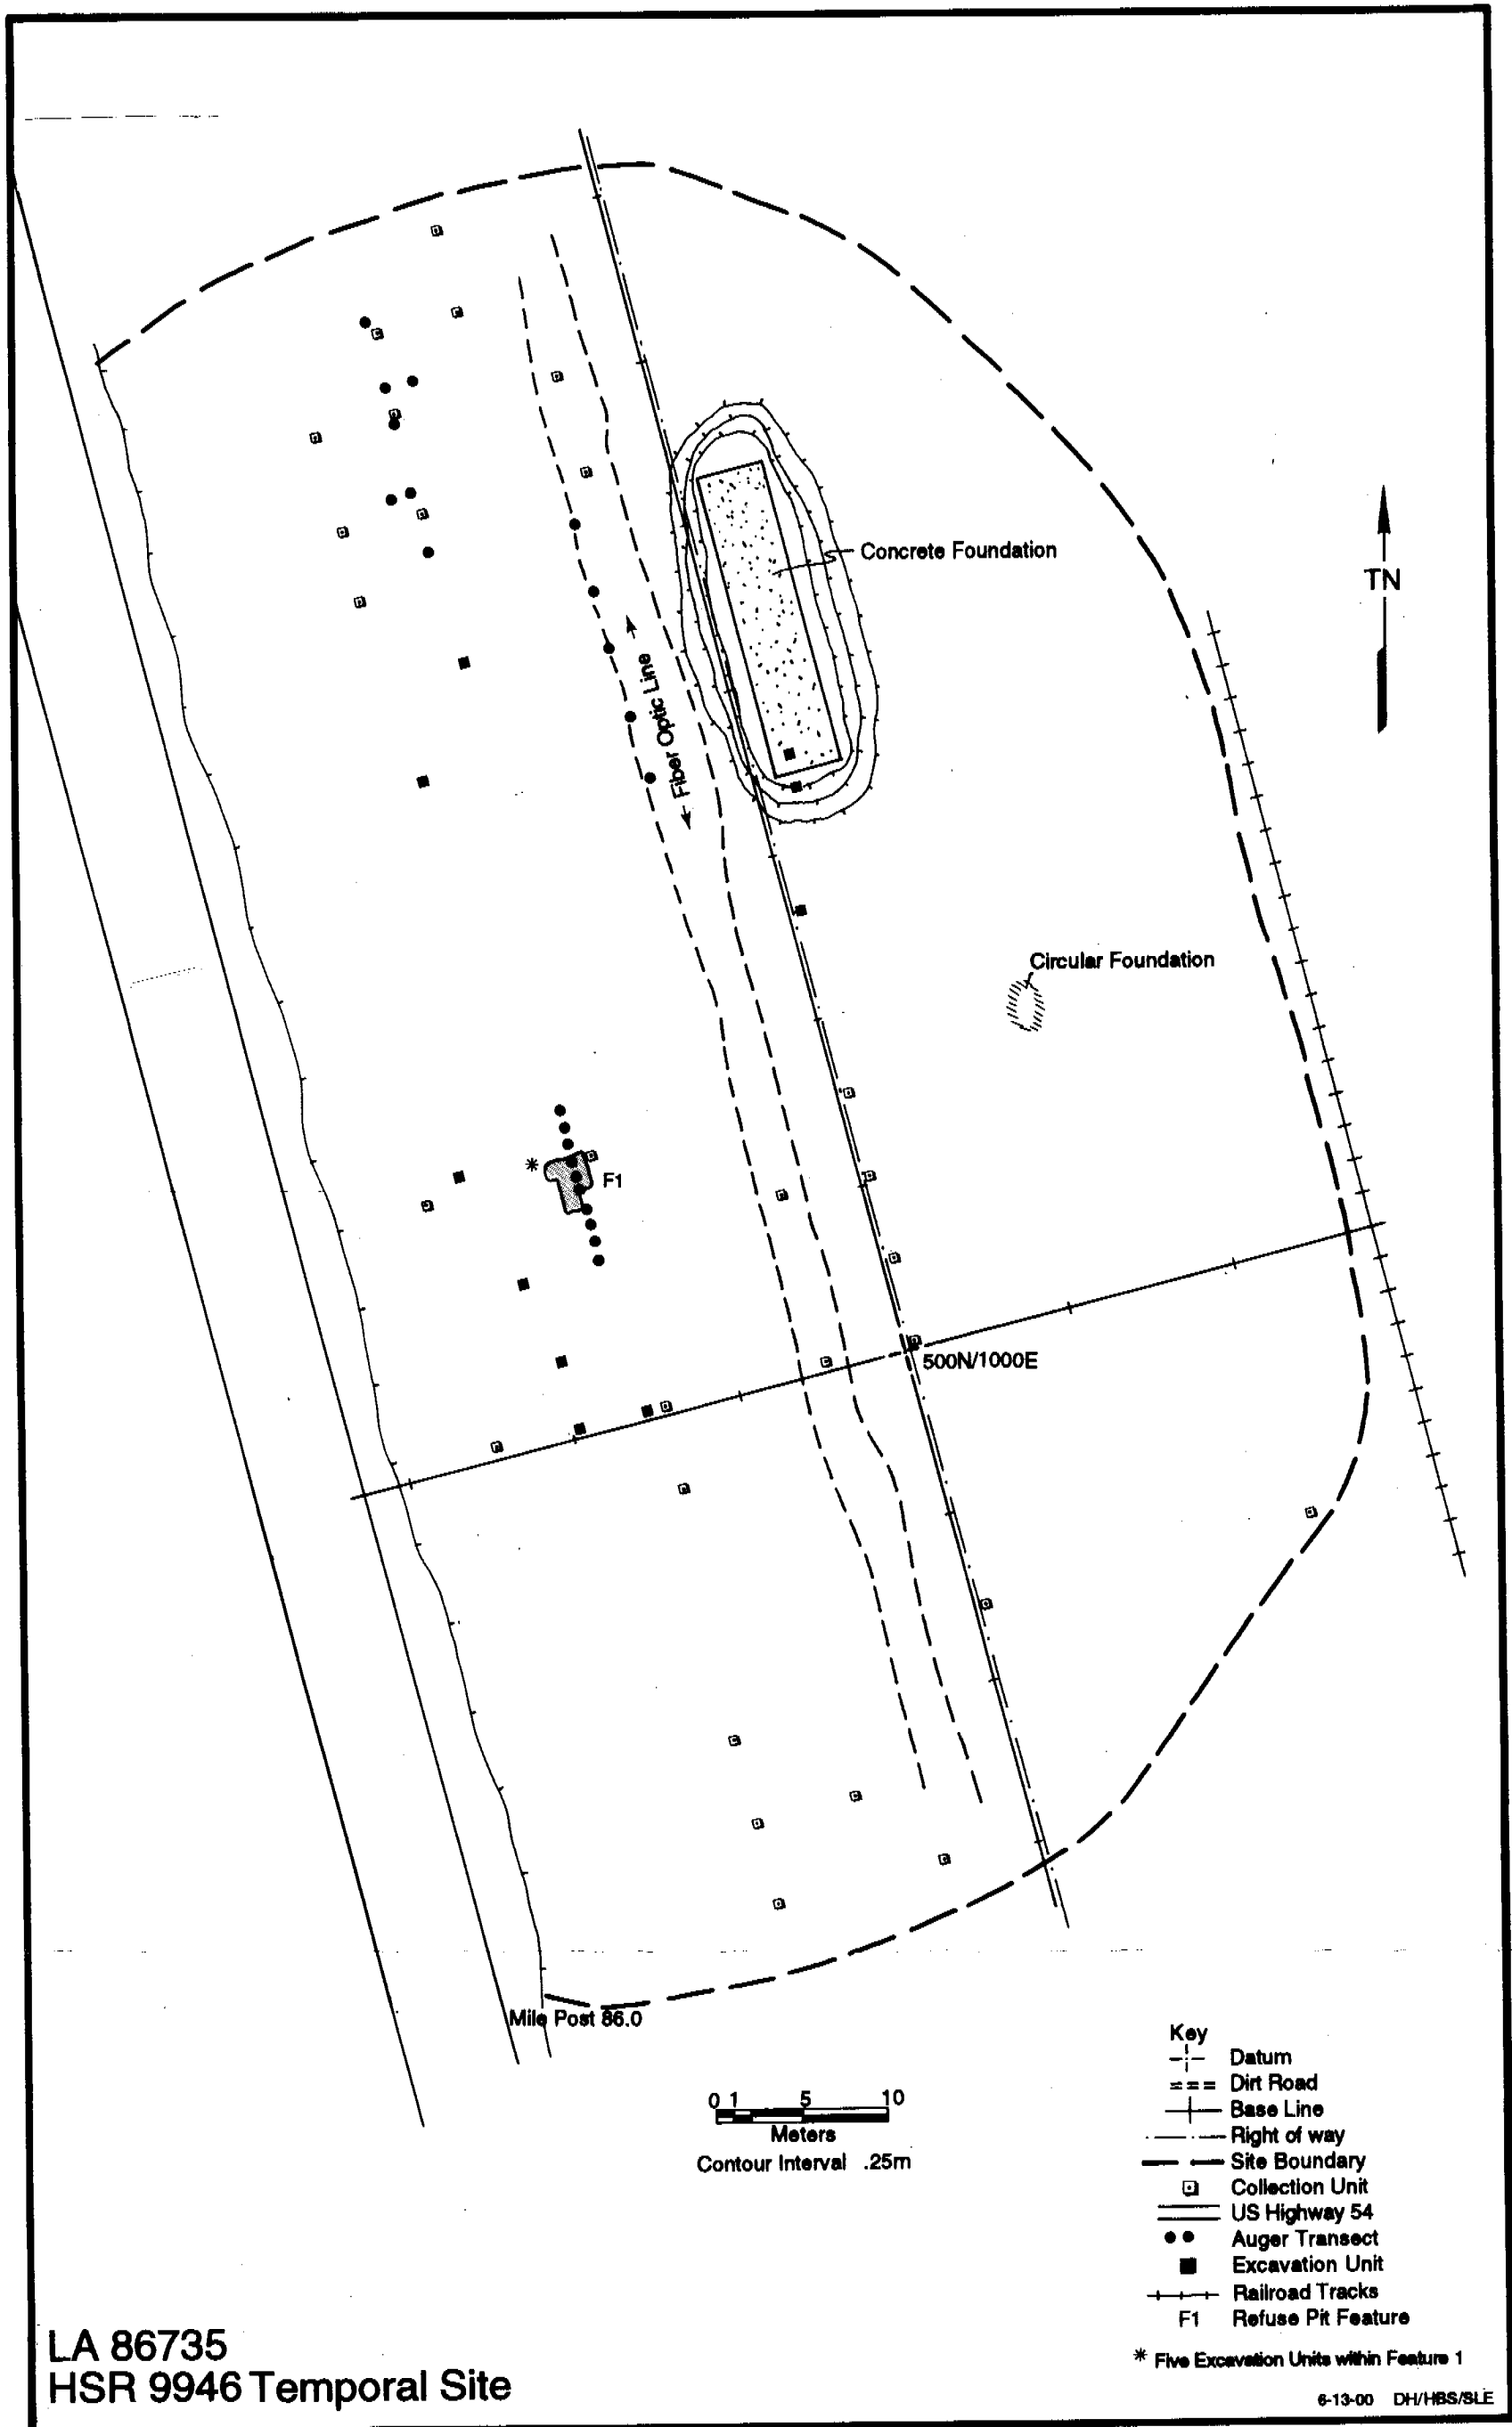 Concrete Foundation
TN
Fiber Optic Line
Circular Foundation
F1
500N/1000E
Mile Post 86.0
0 1 5 10
Meters
Contour Interval .25m
Key
Datum
Dirt Road
Base Line
Right of way
Site Boundary
Collection Unit
US Highway 54
Auger Transect
Excavation Unit
Railroad Tracks
F1 Refuse Pit Feature
* Five Excavation Units within Feature 1
LA 86735
HSR 9946 Temporal Site
6-13-00 DH/HBS/SLE